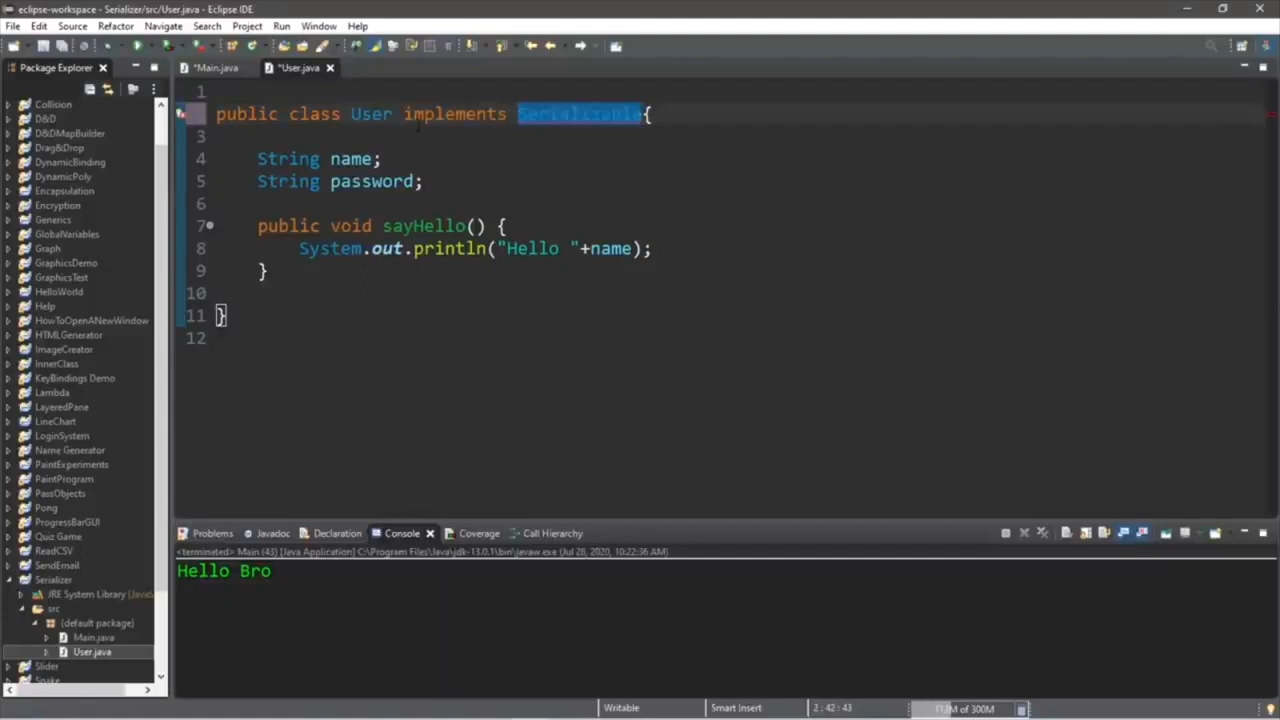 eclipse-workspace - Serializer/src/User.java - Eclipse IDE
File Edit Source Refactor Navigate Search Project Run Window Help
Package Explorer
*Main.java
*User.java
Collision
D&D
D&DMapBuilder
Drag&Drop
DynamicBinding
DynamicPoly
Encapsulation
Encryption
Generics
GlobalVariables
Graph
GraphicsDemo
GraphicsTest
HelloWorld
Help
HowToOpenANewWindow
HTMLGenerator
ImageCreator
InnerClass
KeyBindings Demo
Lambda
LayeredPane
LineChart
LoginSystem
Name Generator
PaintExperiments
PaintProgram
PassObjects
Pong
ProgressBarGUI
Quiz Game
ReadCSV
SendEmail
Serializer
JRE System Library [JavaS
src
(default package)
Main.java
User.java
Slider
Snake
1
public class User implements Serializable{
3
4 String name;
5 String password;
6
7 public void sayHello() {
8 System.out.println("Hello "+name);
9 }
10
11 }
12
Problems Javadoc Declaration Console Coverage Call Hierarchy
<terminated> Main (43) [Java Application] C:\Program Files\Java\jdk-13.0.1\bin\javaw.exe (Jul 28, 2020, 10:22:36 AM)
Hello Bro
Writable Smart Insert 2 : 42 : 43 of 300M